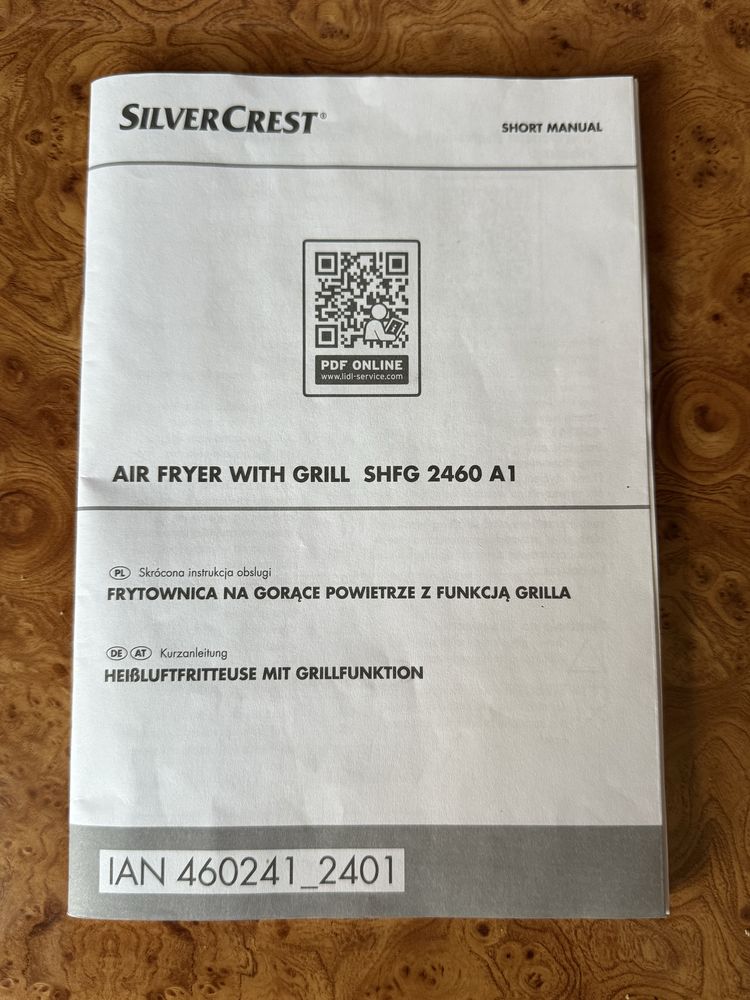 SILVERCREST®
SHORT MANUAL
PDF ONLINE
www.lidl-service.com
AIR FRYER WITH GRILL SHFG 2460 A1
PL Skrócona instrukcja obsługi
FRYTOWNICA NA GORĄCE POWIETRZE Z FUNKCJĄ GRILLA
DE AT Kurzanleitung
HEIßLUFTFRITTEUSE MIT GRILLFUNKTION
IAN 460241_2401